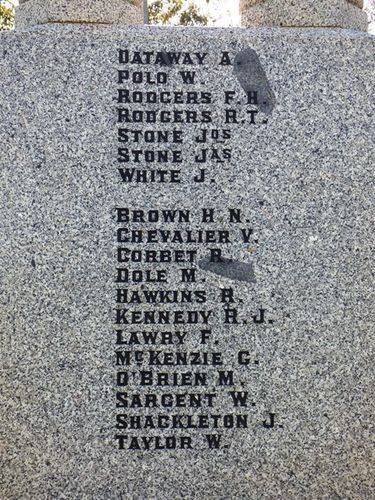 DATAWAY A.
POLO W.
RODGERS F.H.
RODGERS R.T.
STONE JOS
STONE JAS.
WHITE J.
BROWN H.N.
CHEVALIER V.
CORBET R.
DOLE M.
HAWKINS R.
KENNEDY R.J.
LAWRY F.
MCKENZIE G.
O'BRIEN M.
SARGENT W.
SHACKLETON J.
TAYLOR W.